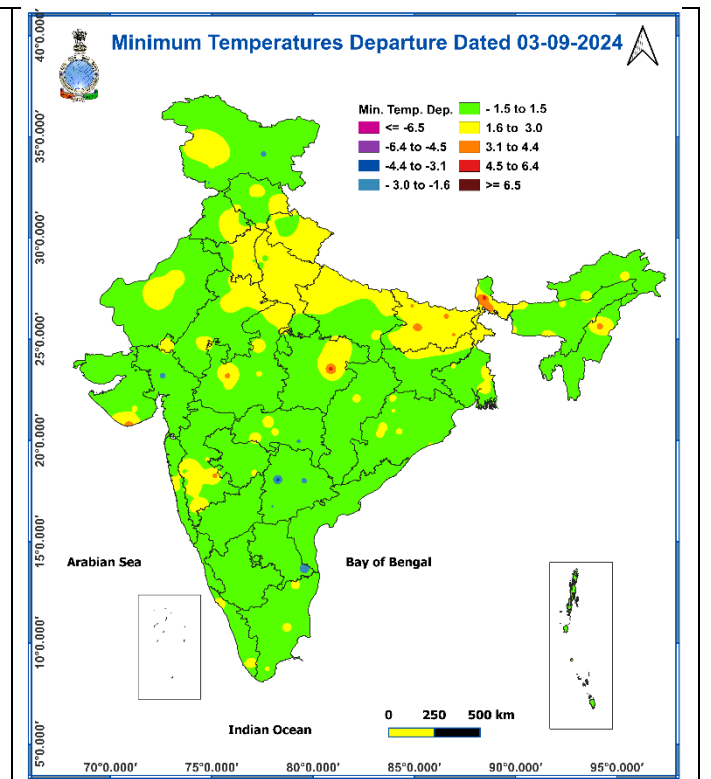 Minimum Temperatures Departure Dated 03-09-2024
Min. Temp. Dep.
<= -6.5
-6.4 to -4.5
-4.4 to -3.1
- 3.0 to -1.6
- 1.5 to 1.5
1.6 to 3.0
3.1 to 4.4
4.5 to 6.4
>= 6.5
40°0.000'
35°0.000'
30°0.000'
25°0.000'
20°0.000'
15°0.000'
10°0.000'
5°0.000'
Arabian Sea
Bay of Bengal
Indian Ocean
0 250 500 km
70°0.000' 75°0.000' 80°0.000' 85°0.000' 90°0.000' 95°0.000'